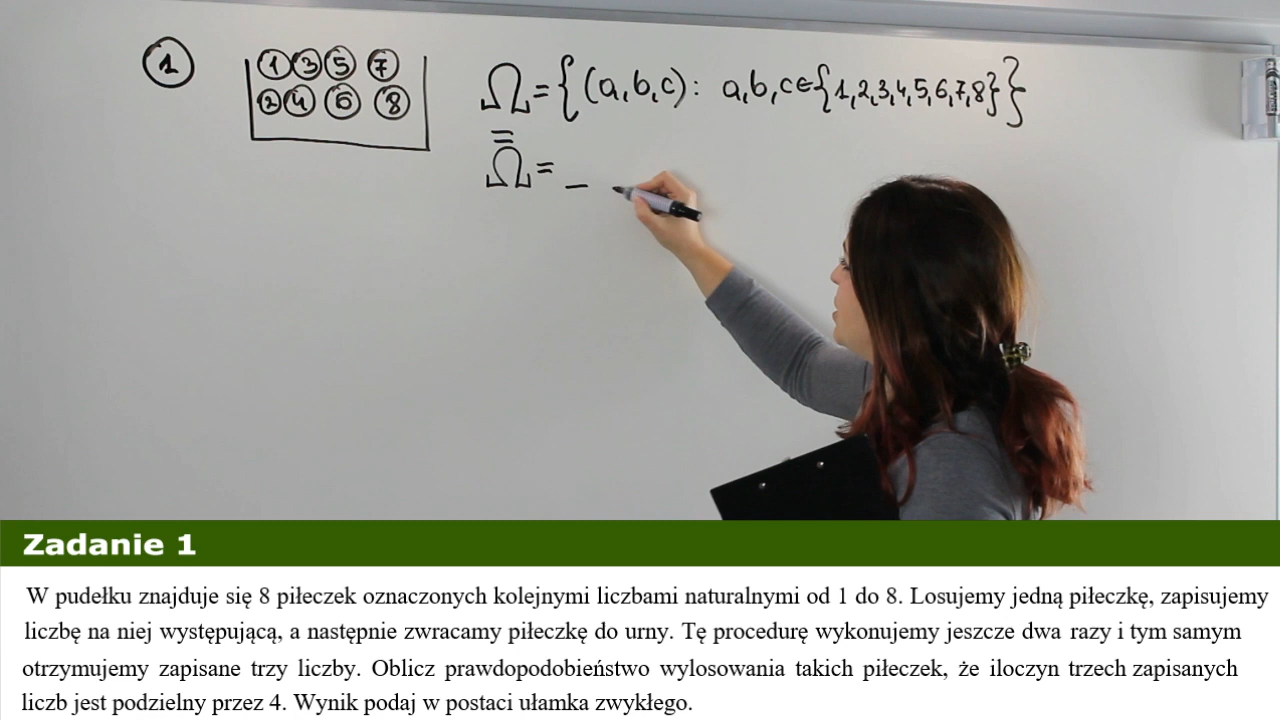 1
1 3 5 7
2 4 6 8
Ω = {(a,b,c): a,b,c∈{1,2,3,4,5,6,7,8}}
Ω̿ = _
Zadanie 1
W pudełku znajduje się 8 piłeczek oznaczonych kolejnymi liczbami naturalnymi od 1 do 8. Losujemy jedną piłeczkę, zapisujemy
liczbę na niej występującą, a następnie zwracamy piłeczkę do urny. Tę procedurę wykonujemy jeszcze dwa razy i tym samym
otrzymujemy zapisane trzy liczby. Oblicz prawdopodobieństwo wylosowania takich piłeczek, że iloczyn trzech zapisanych
liczb jest podzielny przez 4. Wynik podaj w postaci ułamka zwykłego.